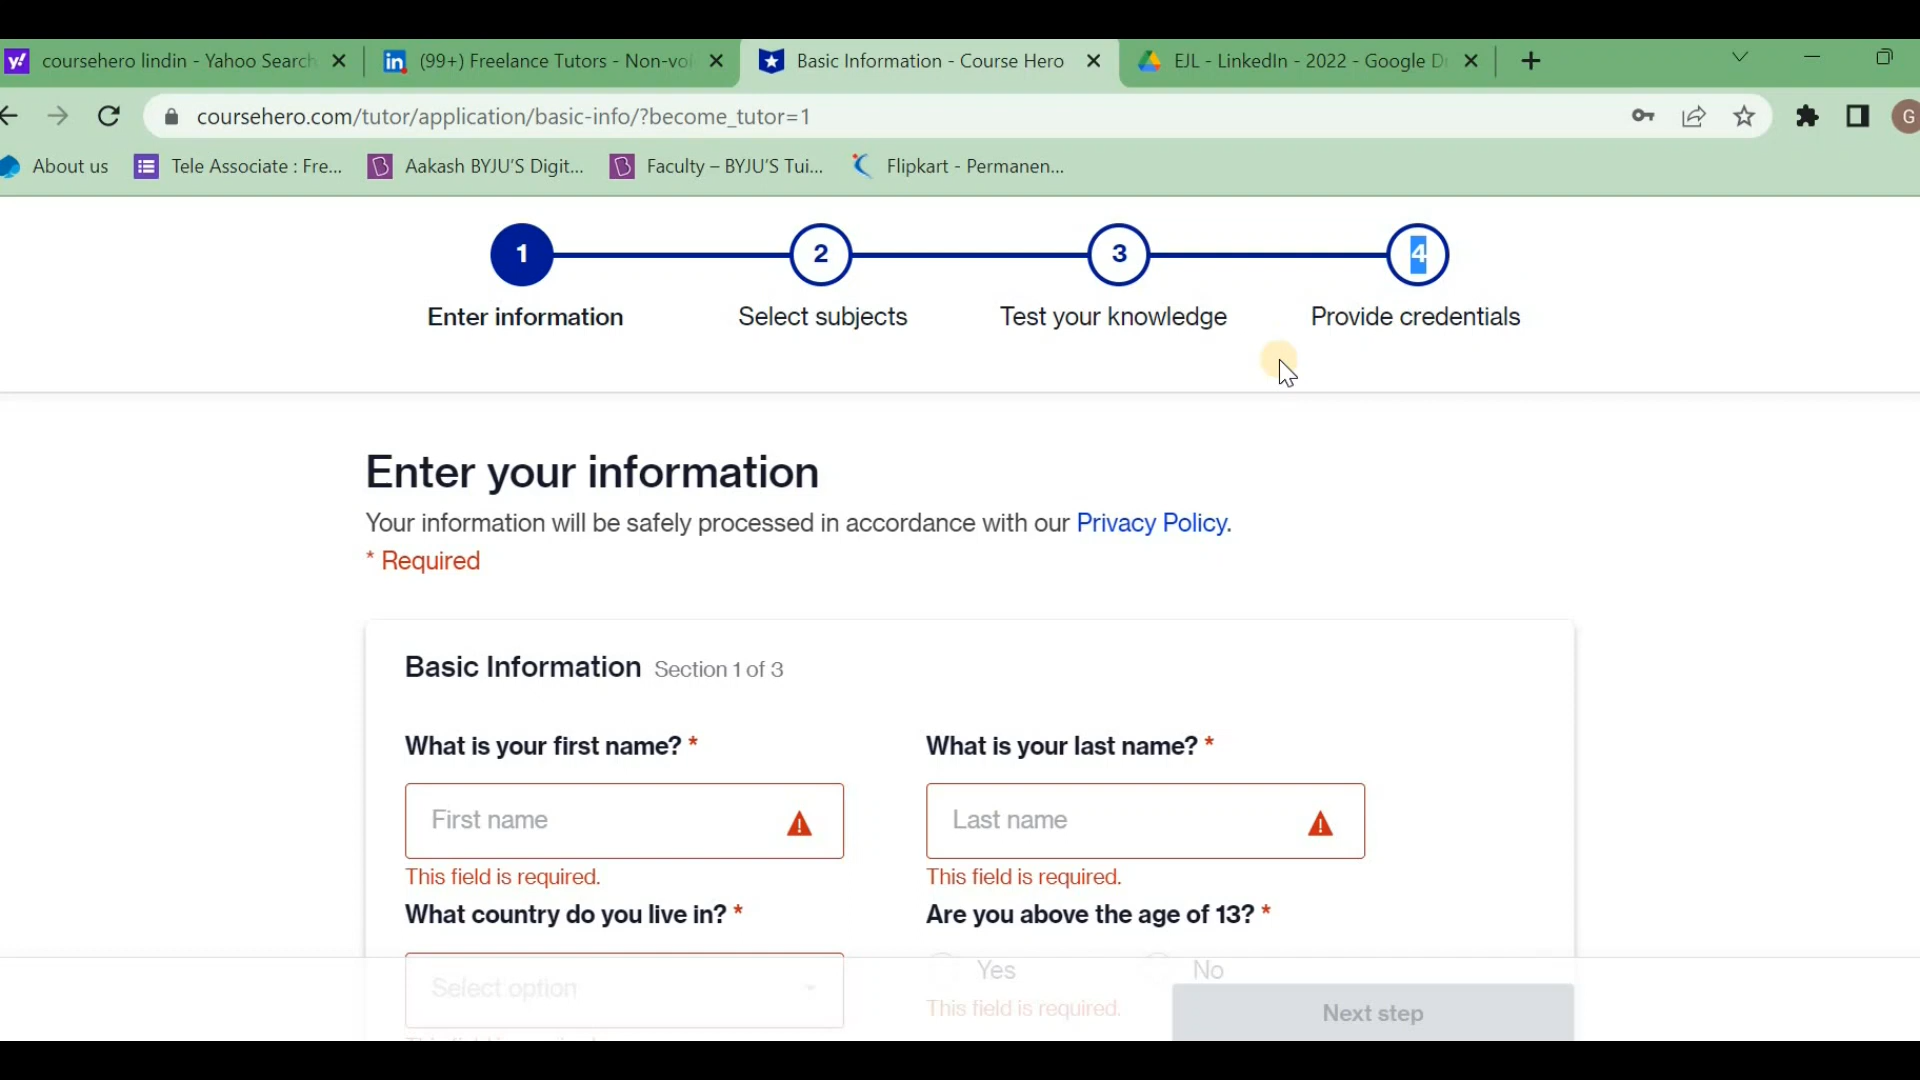 y! coursehero lindin - Yahoo Search
in (99+) Freelance Tutors - Non-vol
Basic Information - Course Hero
EJL - LinkedIn - 2022 - Google D
coursehero.com/tutor/application/basic-info/?become_tutor=1
G
About us
Tele Associate : Fre...
Aakash BYJU'S Digit...
Faculty – BYJU'S Tui...
Flipkart - Permanen...
1 2 3 4
Enter information Select subjects Test your knowledge Provide credentials
Enter your information
Your information will be safely processed in accordance with our Privacy Policy.
* Required
Basic Information Section 1 of 3
What is your first name? * What is your last name? *
First name Last name
This field is required. This field is required.
What country do you live in? * Are you above the age of 13? *
Yes No
Select option
This field is required.
Next step